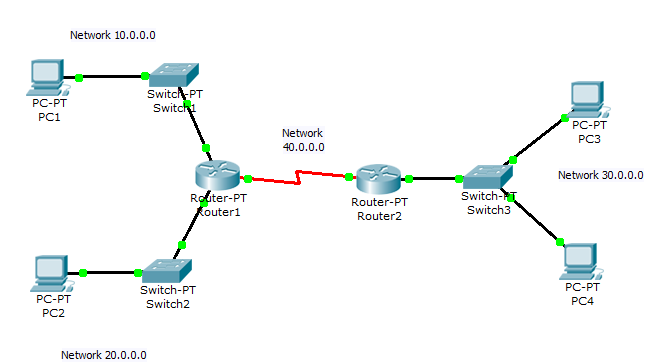 Network 10.0.0.0
PC-PT
PC1
Switch-PT
Switch1
Network
40.0.0.0
PC-PT
PC3
Network 30.0.0.0
Router-PT
Router1
Router-PT
Router2
Switch-PT
Switch3
PC-PT
PC2
Switch-PT
Switch2
PC-PT
PC4
Network 20.0.0.0